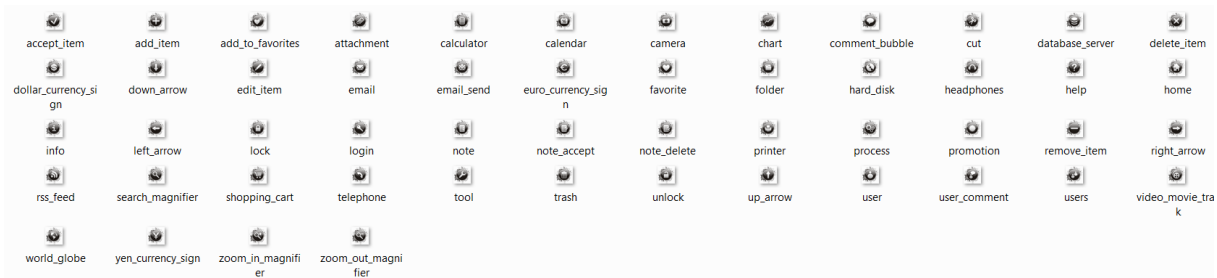 accept_item add_item add_to_favorites attachment calculator calendar camera chart comment_bubble cut database_server delete_item
dollar_currency_si down_arrow edit_item email email_send euro_currency_sig favorite folder hard_disk headphones help home
gn n
info left_arrow lock login note note_accept note_delete printer process promotion remove_item right_arrow
rss_feed search_magnifier shopping_cart telephone tool trash unlock up_arrow user user_comment users video_movie_tra
k
world_globe yen_currency_sign zoom_in_magnifi zoom_out_magni
er fier